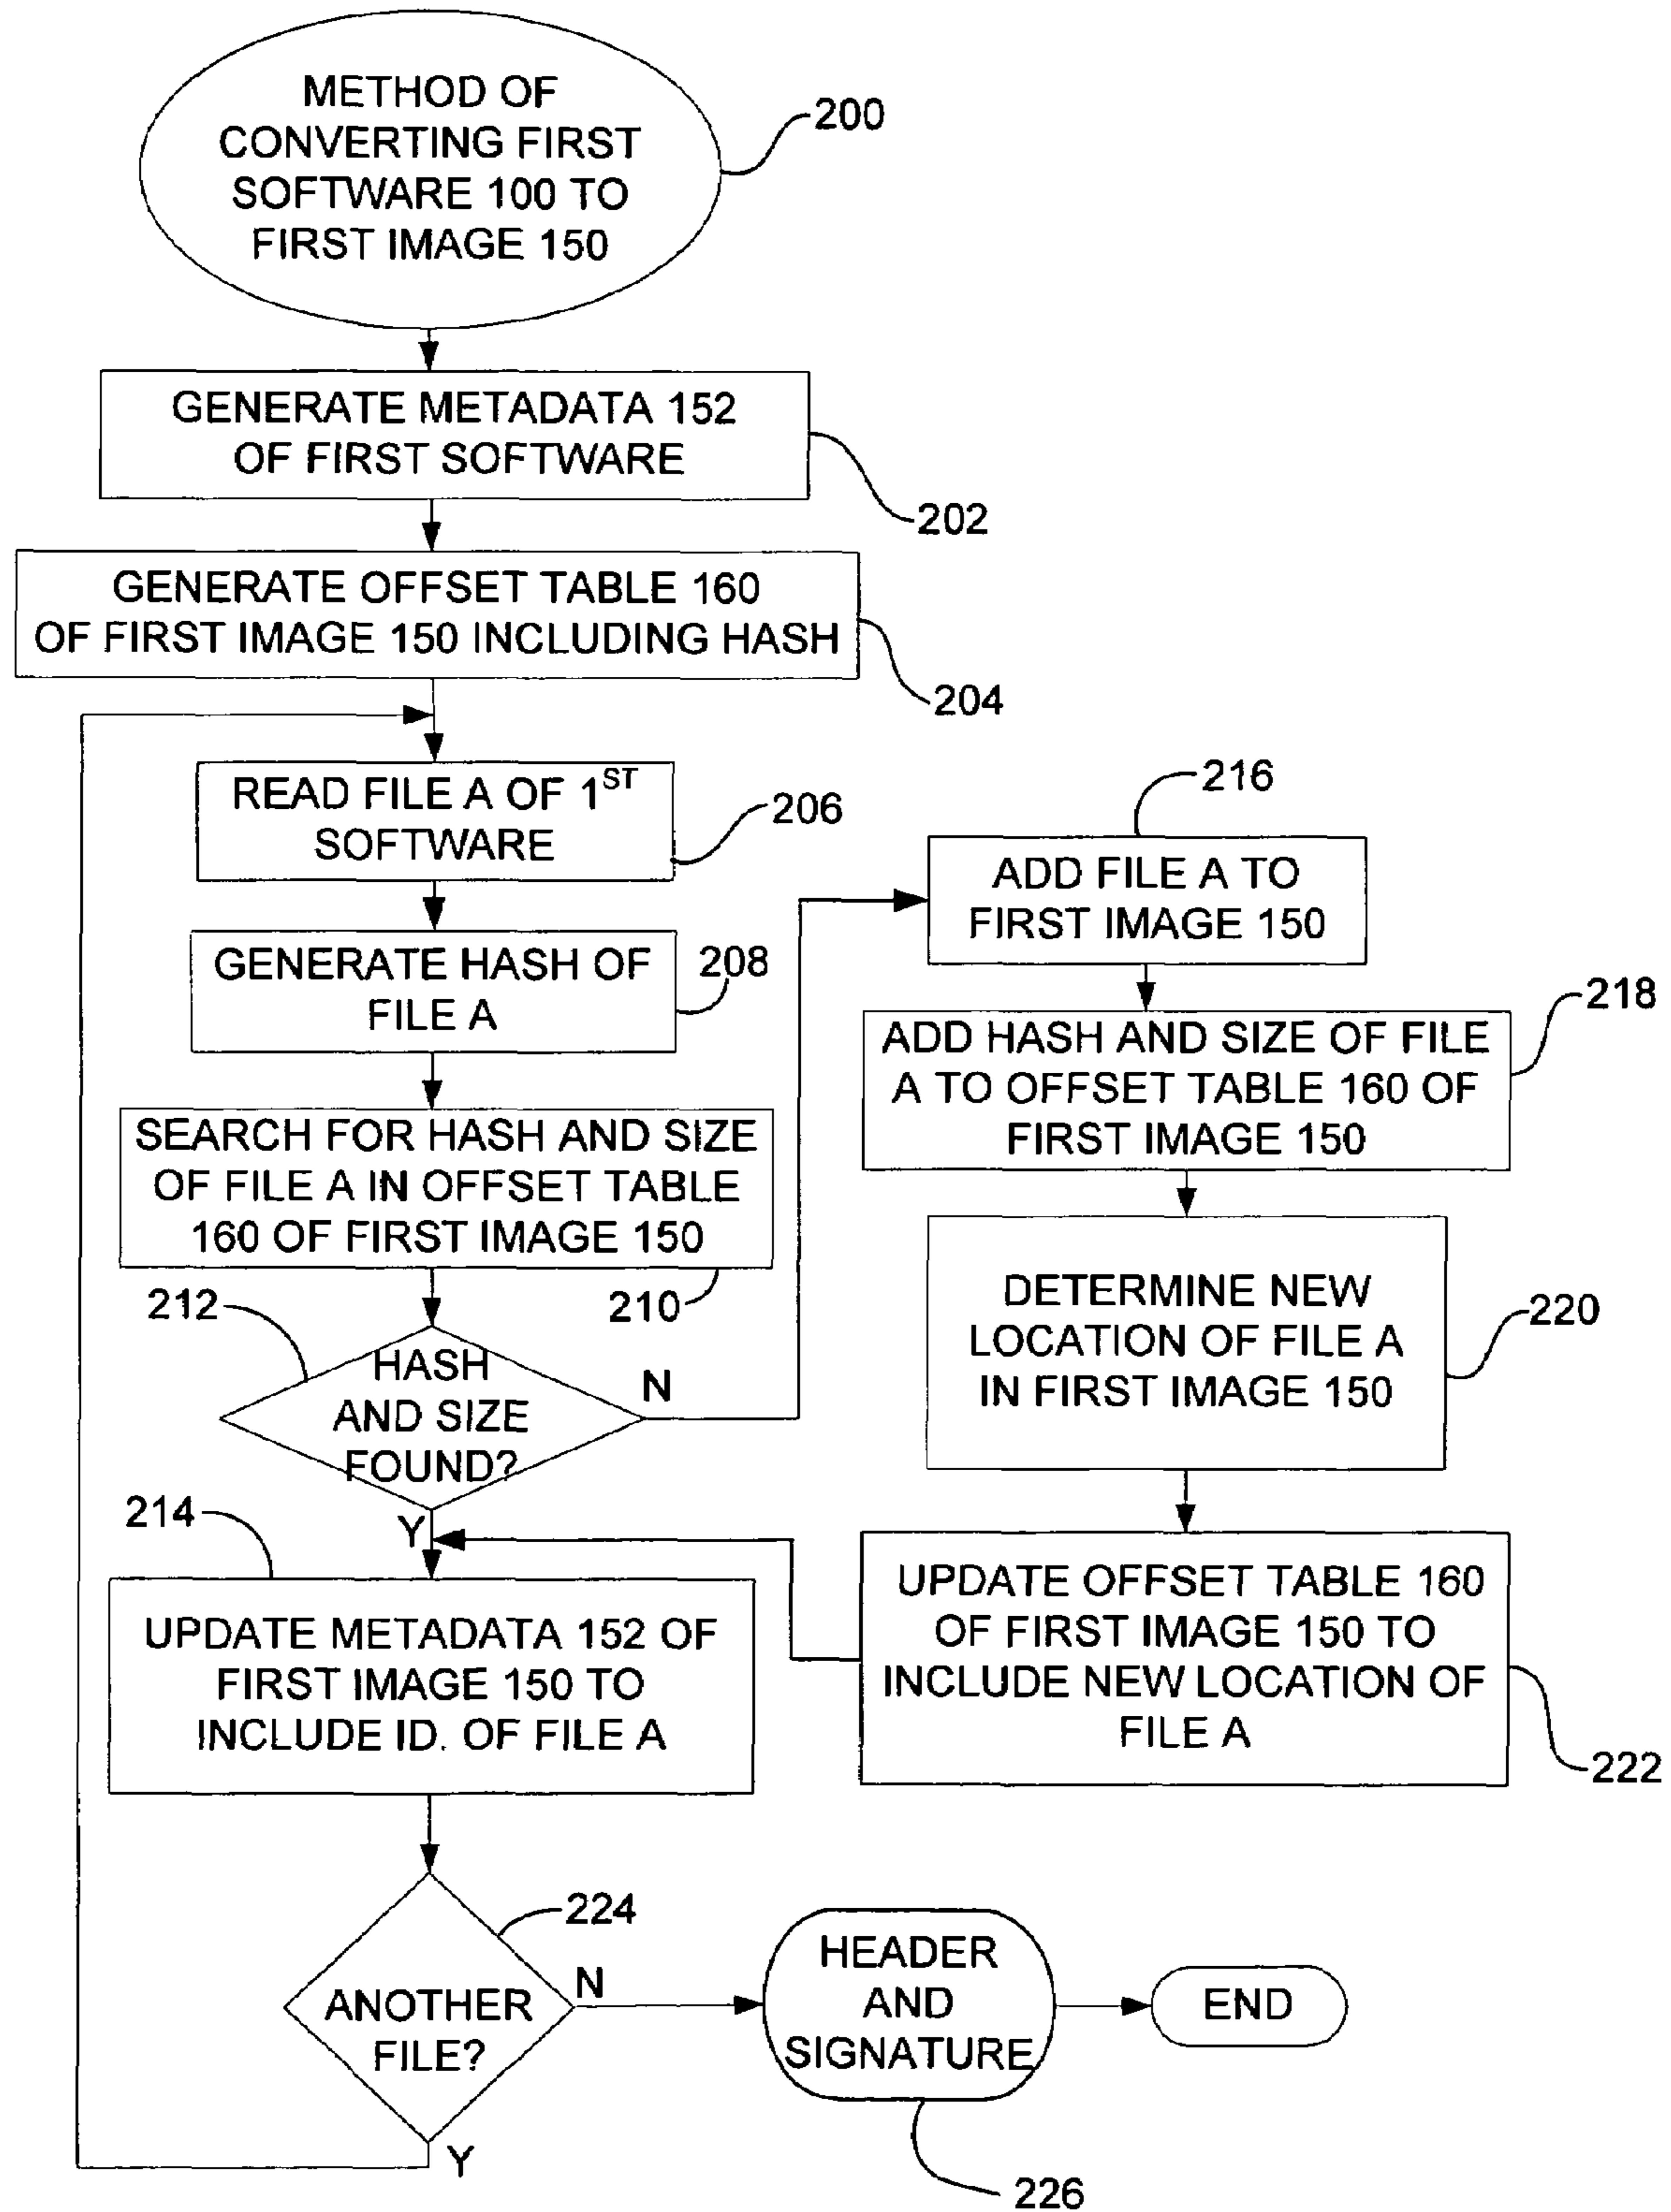 METHOD OF
CONVERTING FIRST
SOFTWARE 100 TO
FIRST IMAGE 150
200
GENERATE METADATA 152
OF FIRST SOFTWARE
202
GENERATE OFFSET TABLE 160
OF FIRST IMAGE 150 INCLUDING HASH
204
READ FILE A OF 1ST
SOFTWARE
206
GENERATE HASH OF
FILE A
208
SEARCH FOR HASH AND SIZE
OF FILE A IN OFFSET TABLE
160 OF FIRST IMAGE 150
210
212
HASH
AND SIZE
FOUND?
N
Y
216
ADD FILE A TO
FIRST IMAGE 150
218
ADD HASH AND SIZE OF FILE
A TO OFFSET TABLE 160 OF
FIRST IMAGE 150
DETERMINE NEW
LOCATION OF FILE A
IN FIRST IMAGE 150
220
UPDATE OFFSET TABLE 160
OF FIRST IMAGE 150 TO
INCLUDE NEW LOCATION OF
FILE A
222
214
UPDATE METADATA 152 OF
FIRST IMAGE 150 TO
INCLUDE ID. OF FILE A
224
ANOTHER
FILE?
N
Y
HEADER
AND
SIGNATURE
226
END